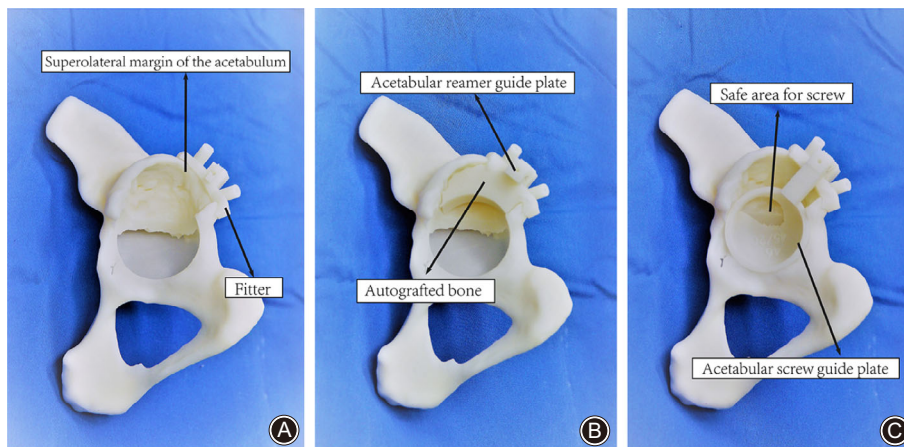 Superolateral margin of the acetabulum
Fitter
A
Acetabular reamer guide plate
Autografted bone
B
Safe area for screw
Acetabular screw guide plate
C